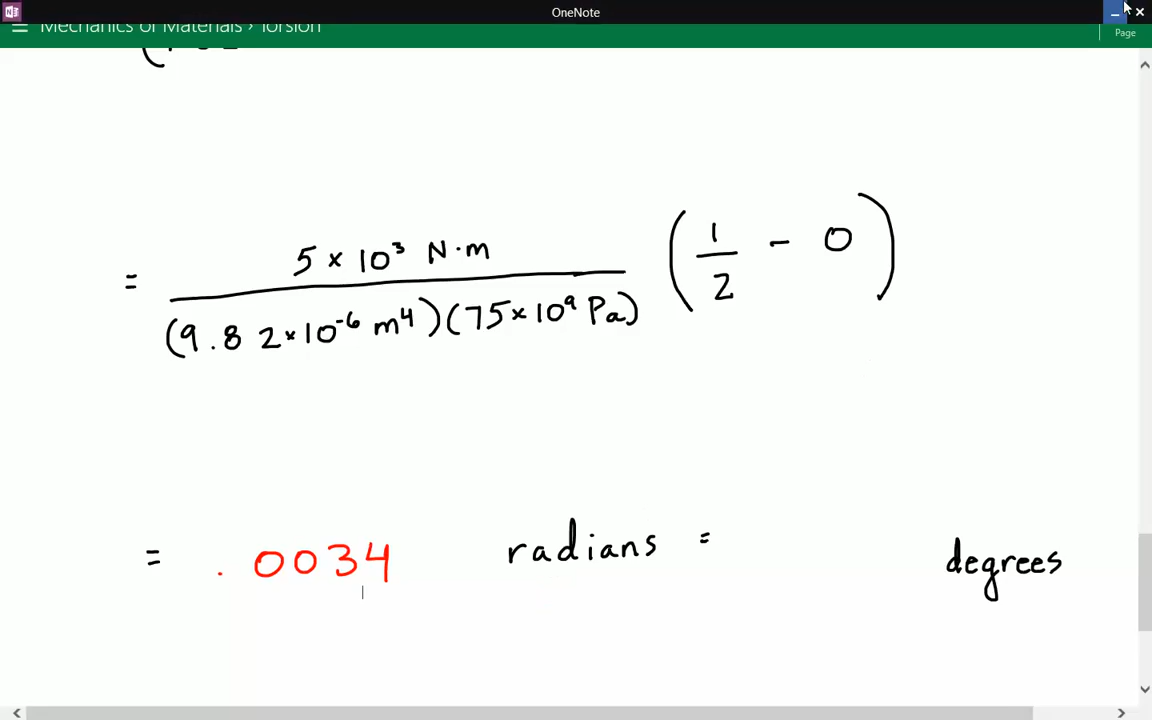 OneNote
Mechanics of Materials › Torsion
Page
= 5 × 10³ N·m / (9.82 × 10⁻⁶ m⁴)(75 × 10⁹ Pa) (1/2 - 0)
= .0034 radians = degrees